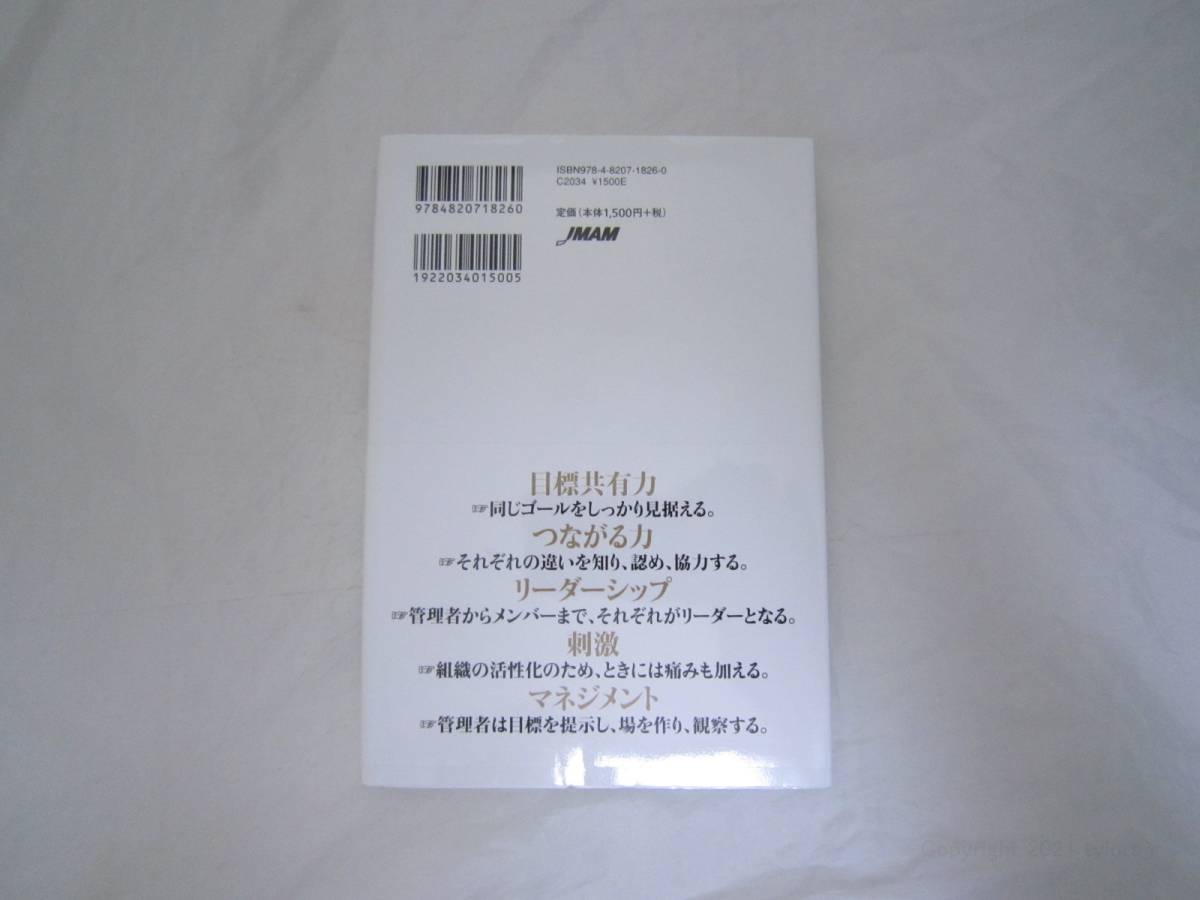 ISBN978-4-8207-1826-0
C2034 ¥1500E
9784820718260
定価(本体1,500円+税)
JMAM
1922034015005
目標共有力
☞同じゴールをしっかり見据える。
つながる力
☞それぞれの違いを知り、認め、協力する。
リーダーシップ
☞管理者からメンバーまで、それぞれがリーダーとなる。
刺激
☞組織の活性化のため、ときには痛みも加える。
マネジメント
☞管理者は目標を提示し、場を作り、観察する。
Copyright 2021